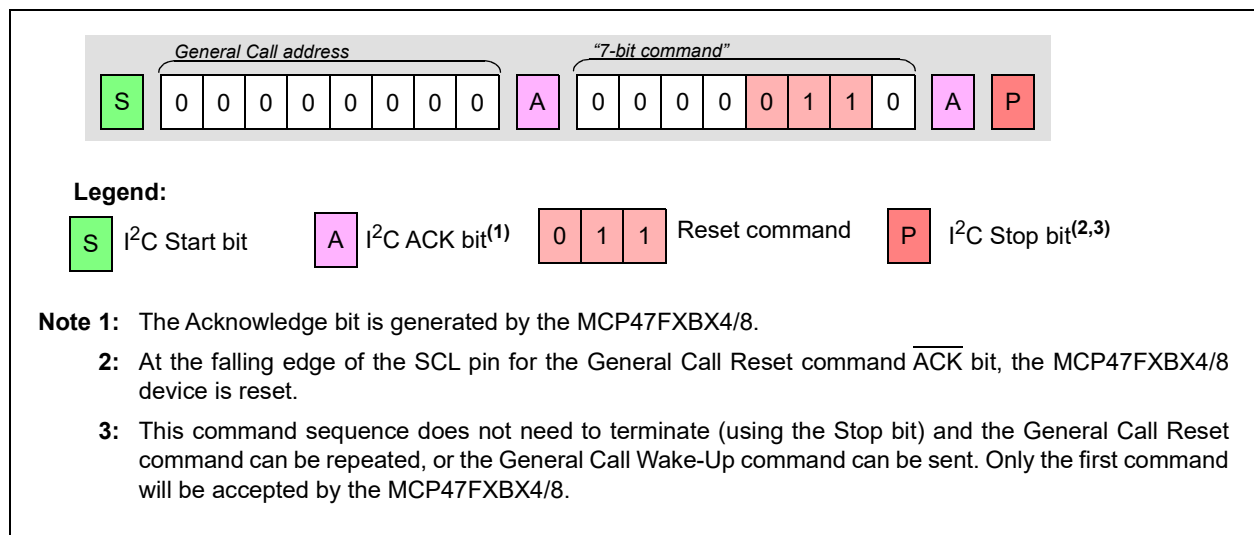 General Call address “7-bit command”
S 0 0 0 0 0 0 0 0 A 0 0 0 0 0 1 1 0 A P
Legend:
S I2C Start bit A I2C ACK bit(1) 0 1 1 Reset command P I2C Stop bit(2,3)
Note 1: The Acknowledge bit is generated by the MCP47FXBX4/8.
2: At the falling edge of the SCL pin for the General Call Reset command ACK bit, the MCP47FXBX4/8
device is reset.
3: This command sequence does not need to terminate (using the Stop bit) and the General Call Reset
command can be repeated, or the General Call Wake-Up command can be sent. Only the first command
will be accepted by the MCP47FXBX4/8.